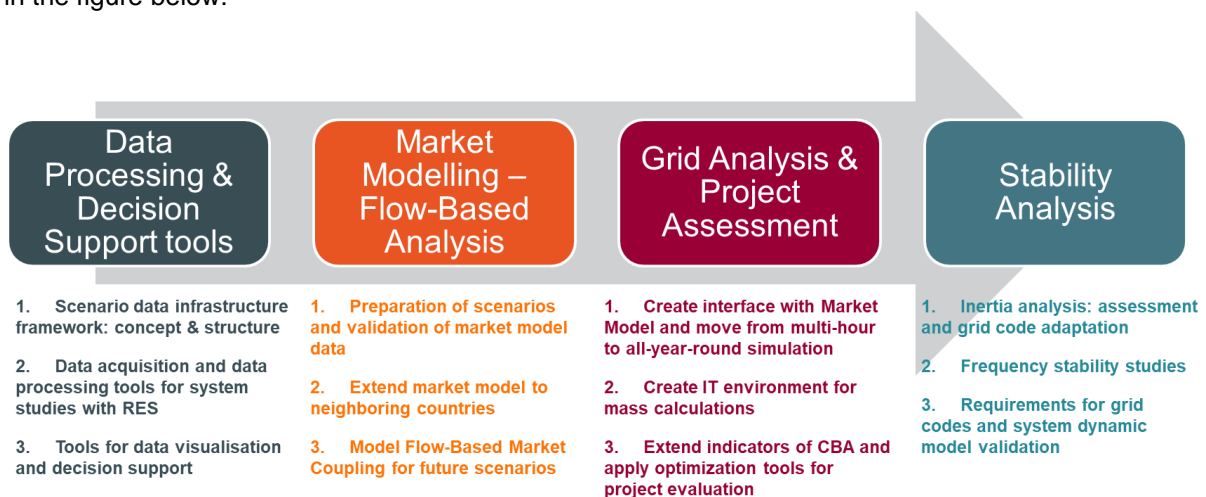 in the figure below.
Data
Processing &
Decision
Support tools
Market
Modelling –
Flow-Based
Analysis
Grid Analysis &
Project
Assessment
Stability
Analysis
1. Scenario data infrastructure
framework: concept & structure
2. Data acquisition and data
processing tools for system
studies with RES
3. Tools for data visualisation
and decision support
1. Preparation of scenarios
and validation of market model
data
2. Extend market model to
neighboring countries
3. Model Flow-Based Market
Coupling for future scenarios
1. Create interface with Market
Model and move from multi-hour
to all-year-round simulation
2. Create IT environment for
mass calculations
3. Extend indicators of CBA and
apply optimization tools for
project evaluation
1. Inertia analysis: assessment
and grid code adaptation
2. Frequency stability studies
3. Requirements for grid
codes and system dynamic
model validation